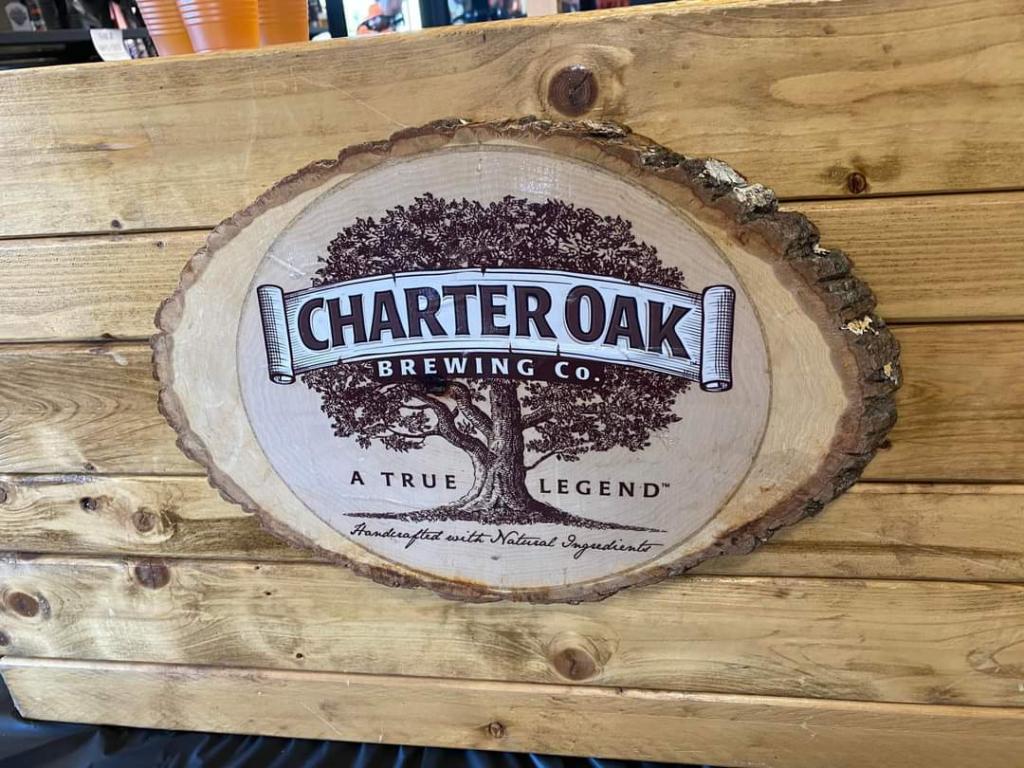 CHARTER OAK
BREWING Co.
A TRUE LEGEND™
Handcrafted with Natural Ingredients